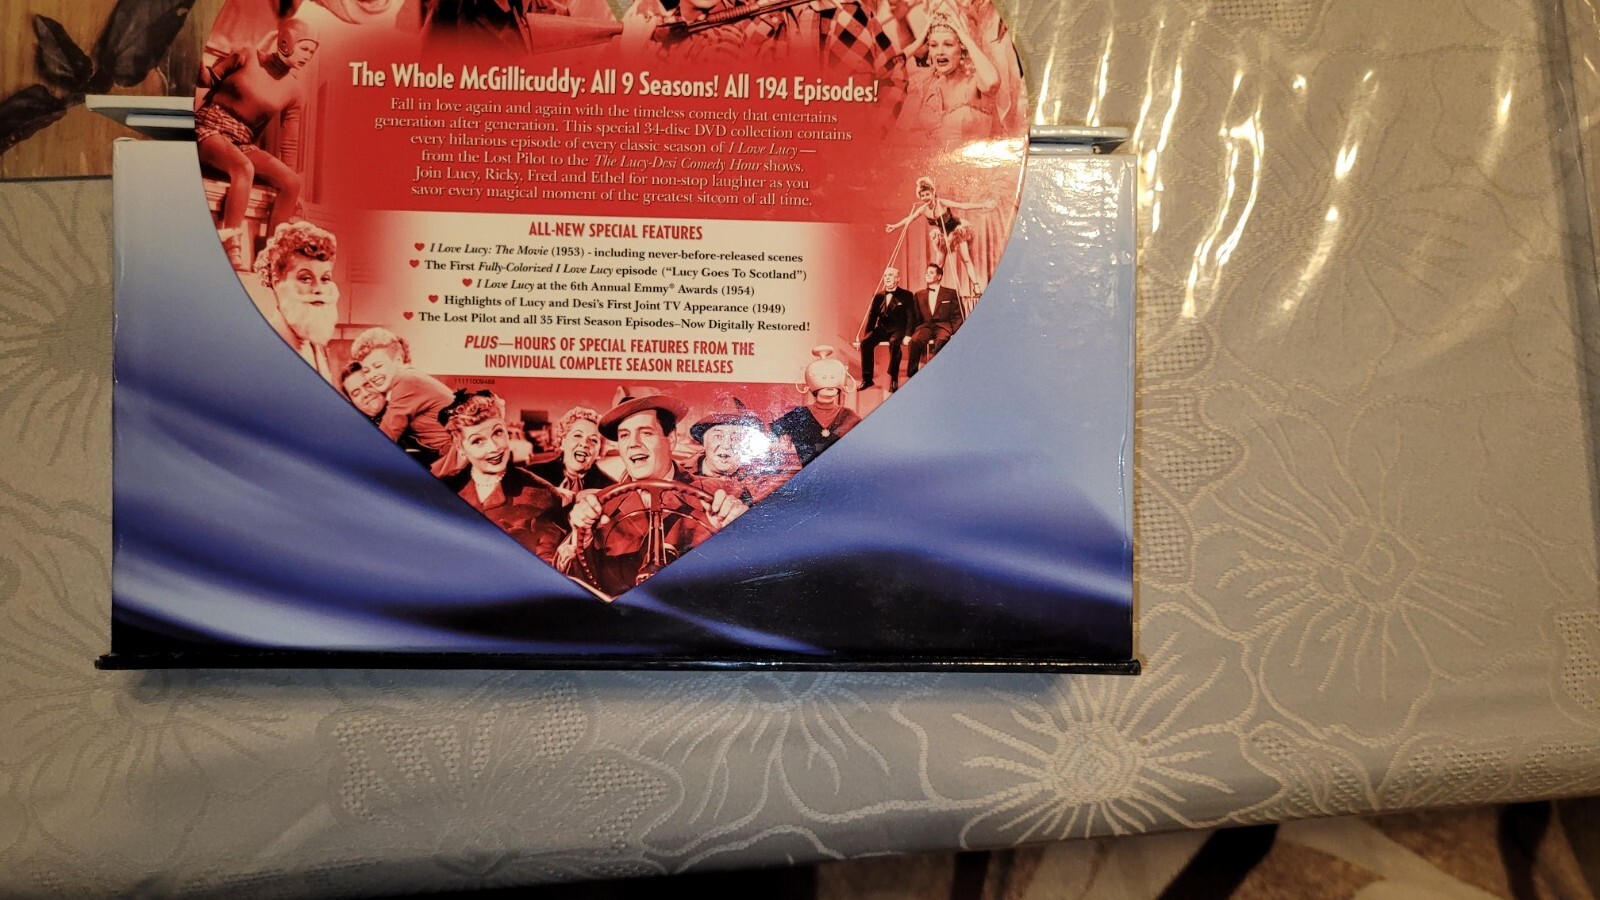 The Whole McGillicuddy: All 9 Seasons! All 194 Episodes!
Fall in love again and again with the timeless comedy that entertains
generation after generation. This special 34-disc DVD collection contains
every hilarious episode of every classic season of I Love Lucy —
from the Lost Pilot to the The Lucy-Desi Comedy Hour shows.
Join Lucy, Ricky, Fred and Ethel for non-stop laughter as you
savor every magical moment of the greatest sitcom of all time.
ALL-NEW SPECIAL FEATURES
♥ I Love Lucy: The Movie (1953) - including never-before-released scenes
♥ The First Fully-Colorized I Love Lucy episode (“Lucy Goes To Scotland”)
♥ I Love Lucy at the 6th Annual Emmy® Awards (1954)
♥ Highlights of Lucy and Desi’s First Joint TV Appearance (1949)
♥ The Lost Pilot and all 35 First Season Episodes–Now Digitally Restored!
PLUS—HOURS OF SPECIAL FEATURES FROM THE
INDIVIDUAL COMPLETE SEASON RELEASES
11111009488